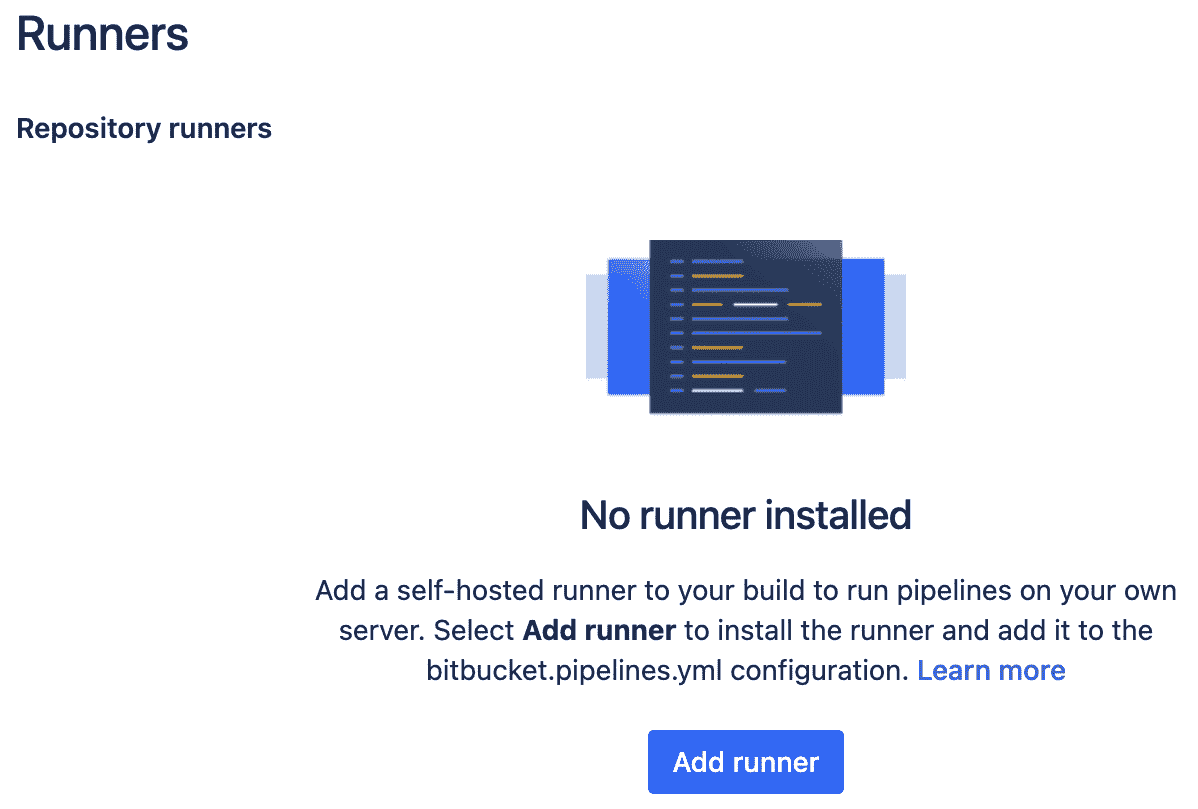 Runners
Repository runners
No runner installed
Add a self-hosted runner to your build to run pipelines on your own
server. Select Add runner to install the runner and add it to the
bitbucket.pipelines.yml configuration. Learn more
Add runner